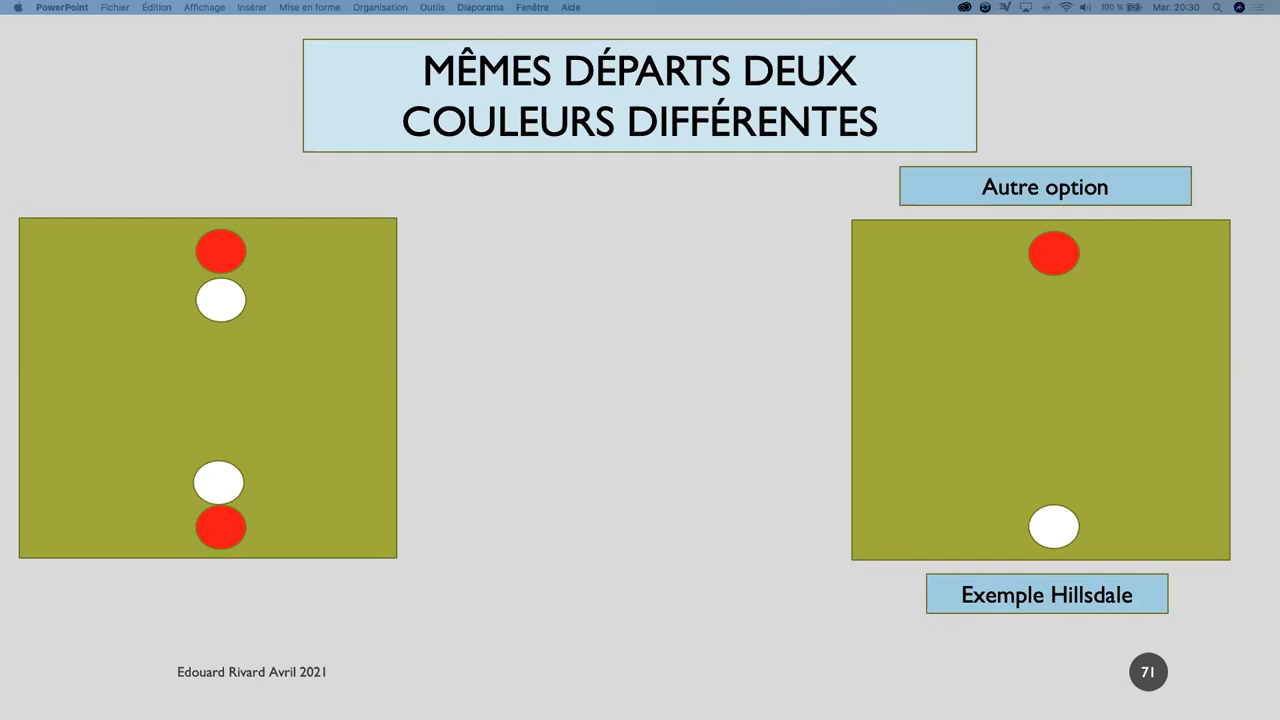 PowerPoint Fichier Édition Affichage Insérer Mise en forme Organisation Outils Diaporama Fenêtre Aide 100 % Mar. 20:30
MÊMES DÉPARTS DEUX
COULEURS DIFFÉRENTES
Autre option
Exemple Hillsdale
Edouard Rivard Avril 2021
71